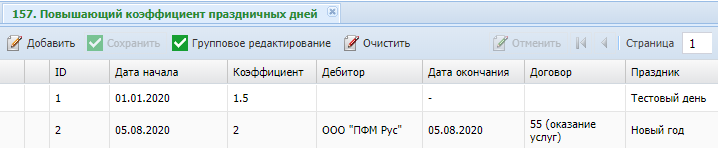 157. Повышающий коэффициент праздничных дней
Добавить Сохранить Групповое редактирование Очистить Отменить Страница 1
ID Дата начала Коэффициент Дебитор Дата окончания Договор Праздник
1 01.01.2020 1.5 - Тестовый день
2 05.08.2020 2 ООО "ПФМ Рус" 05.08.2020 55 (оказание услуг) Новый год